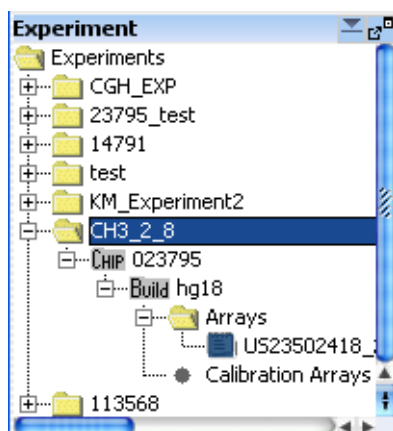 Experiment
Experiments
CGH_EXP
23795_test
14791
test
KM_Experiment2
CH3_2_8
CHIP 023795
Build hg18
Arrays
US23502418_
Calibration Arrays
113568